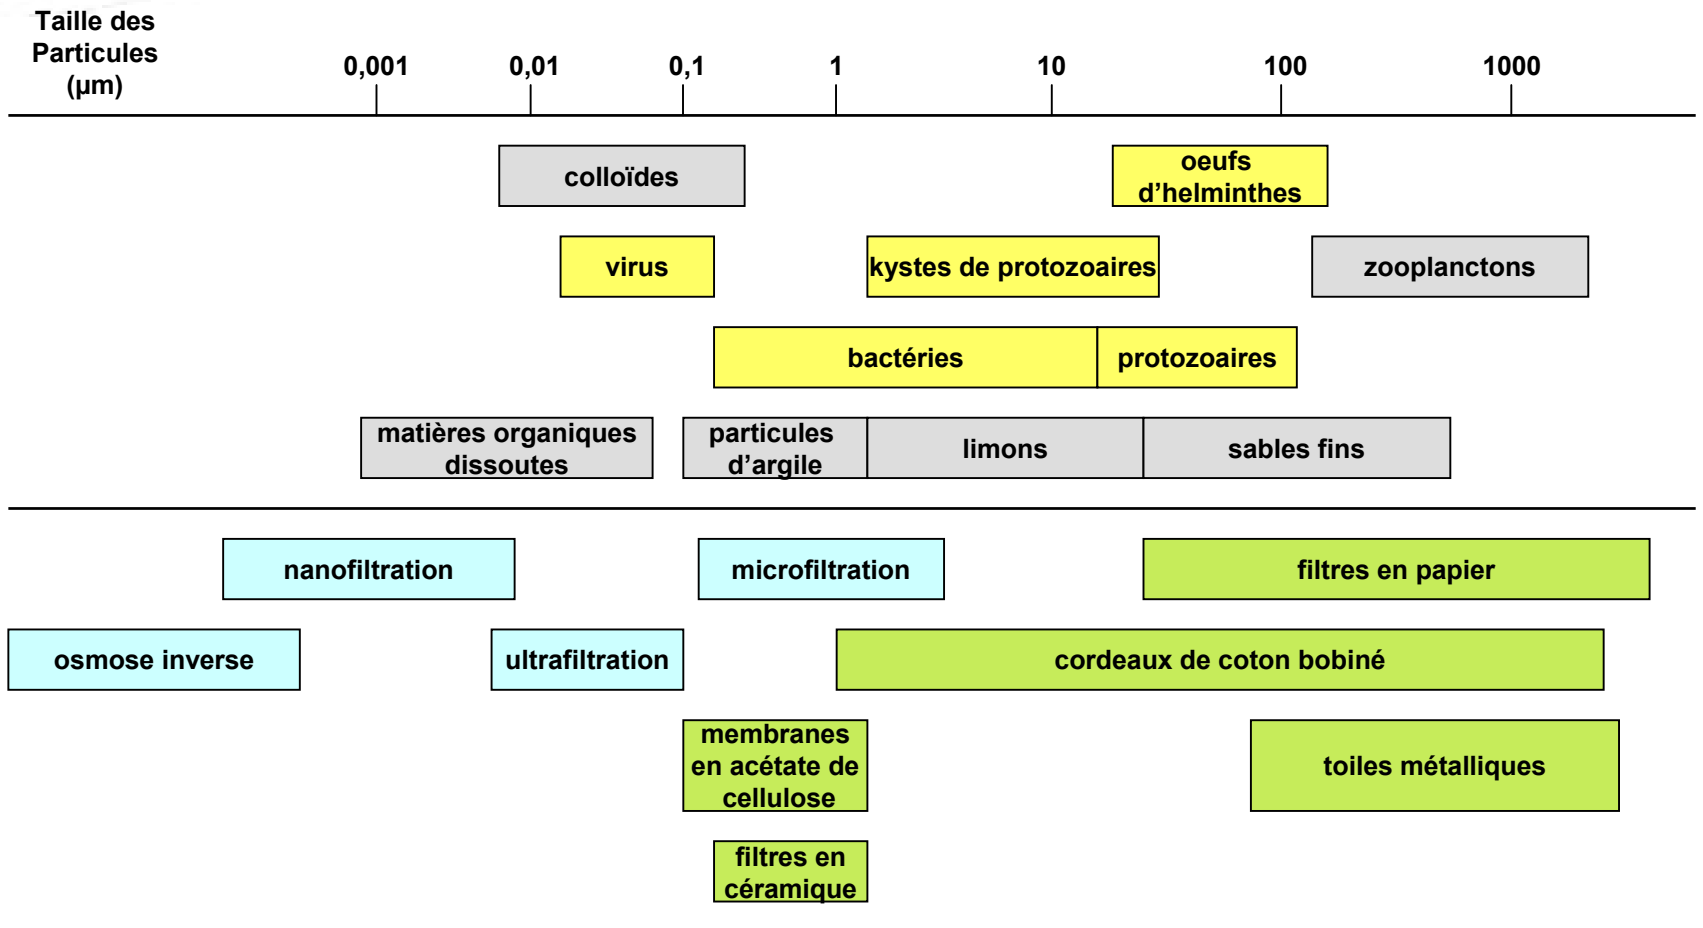 Taille des
Particules
(µm)
0,001 0,01 0,1 1 10 100 1000
colloïdes
oeufs
d’helminthes
virus
kystes de protozoaires
zooplanctons
bactéries
protozoaires
matières organiques
dissoutes
particules
d’argile
limons
sables fins
nanofiltration
microfiltration
filtres en papier
osmose inverse
ultrafiltration
cordeaux de coton bobiné
membranes
en acétate de
cellulose
toiles métalliques
filtres en
céramique